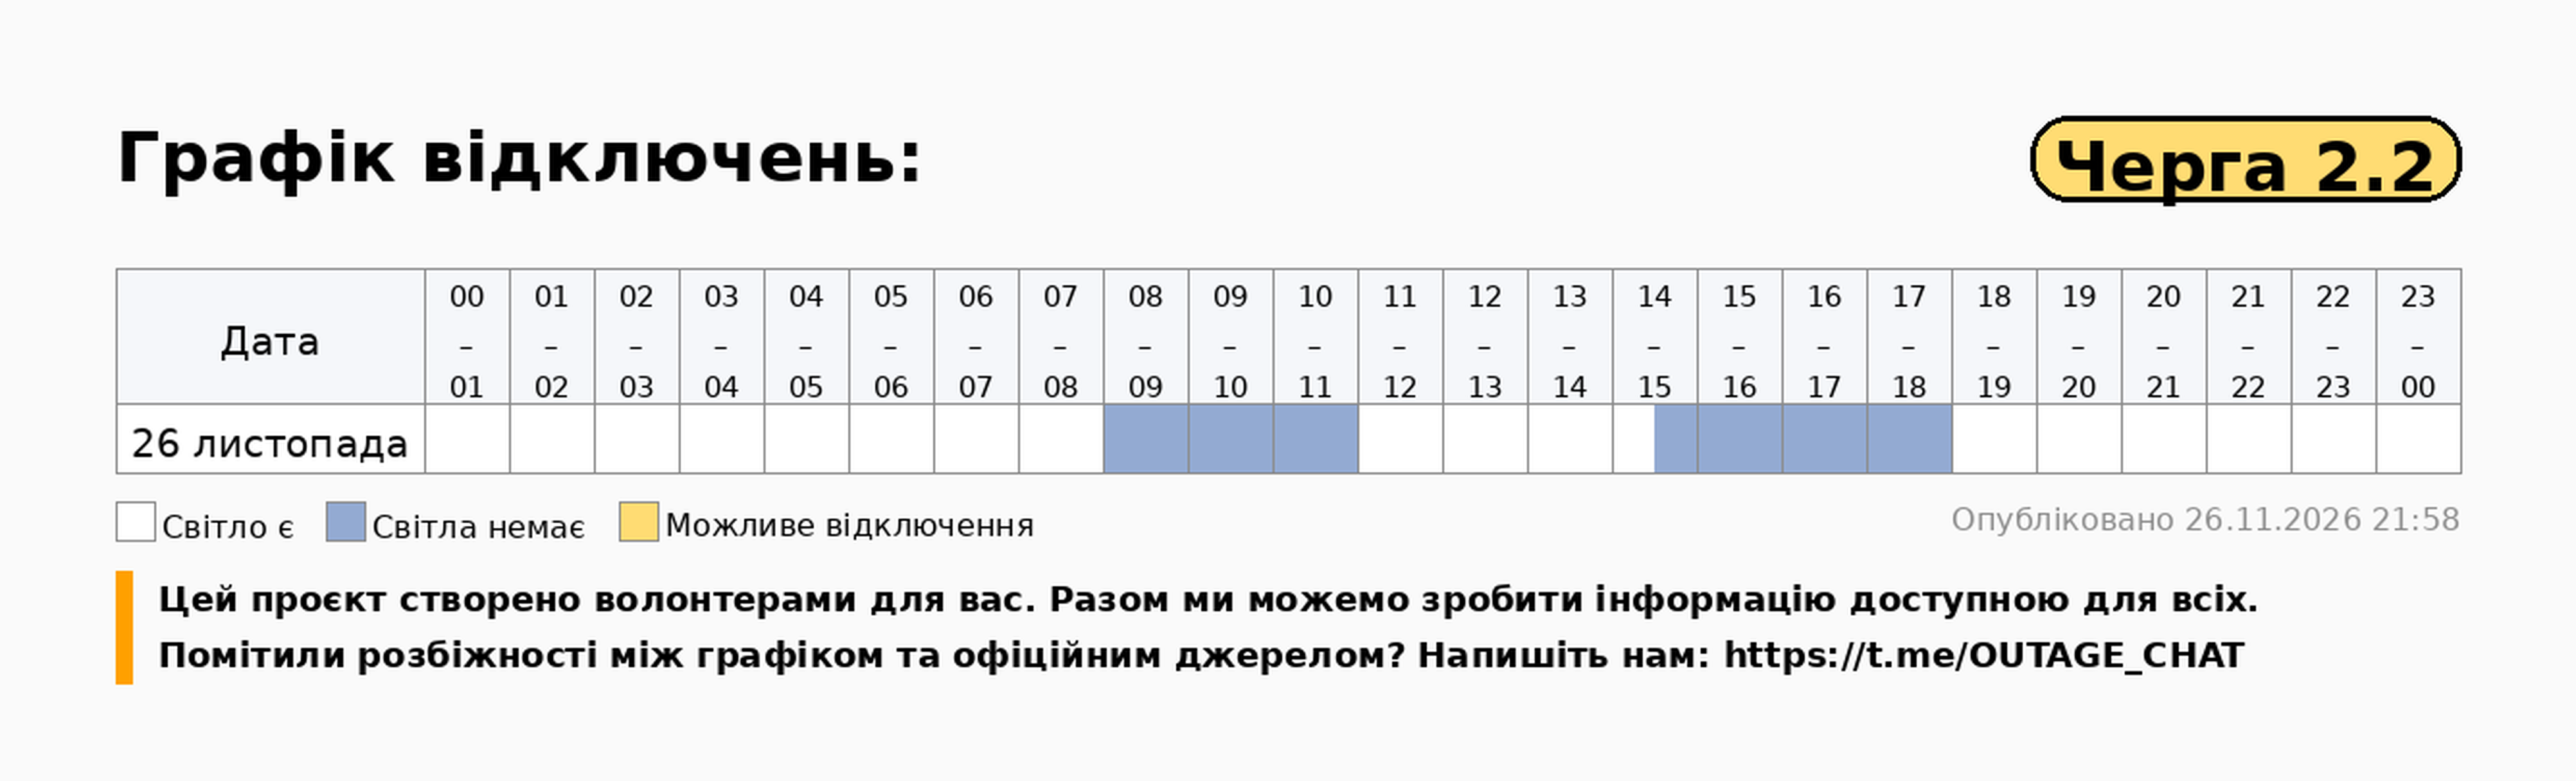 Графік відключень:
Черга 2.2
Дата
00 – 01
01 – 02
02 – 03
03 – 04
04 – 05
05 – 06
06 – 07
07 – 08
08 – 09
09 – 10
10 – 11
11 – 12
12 – 13
13 – 14
14 – 15
15 – 16
16 – 17
17 – 18
18 – 19
19 – 20
20 – 21
21 – 22
22 – 23
23 – 00
26 листопада
Світло є
Світла немає
Можливе відключення
Опубліковано 26.11.2026 21:58
Цей проєкт створено волонтерами для вас. Разом ми можемо зробити інформацію доступною для всіх.
Помітили розбіжності між графіком та офіційним джерелом? Напишіть нам: https://t.me/OUTAGE_CHAT